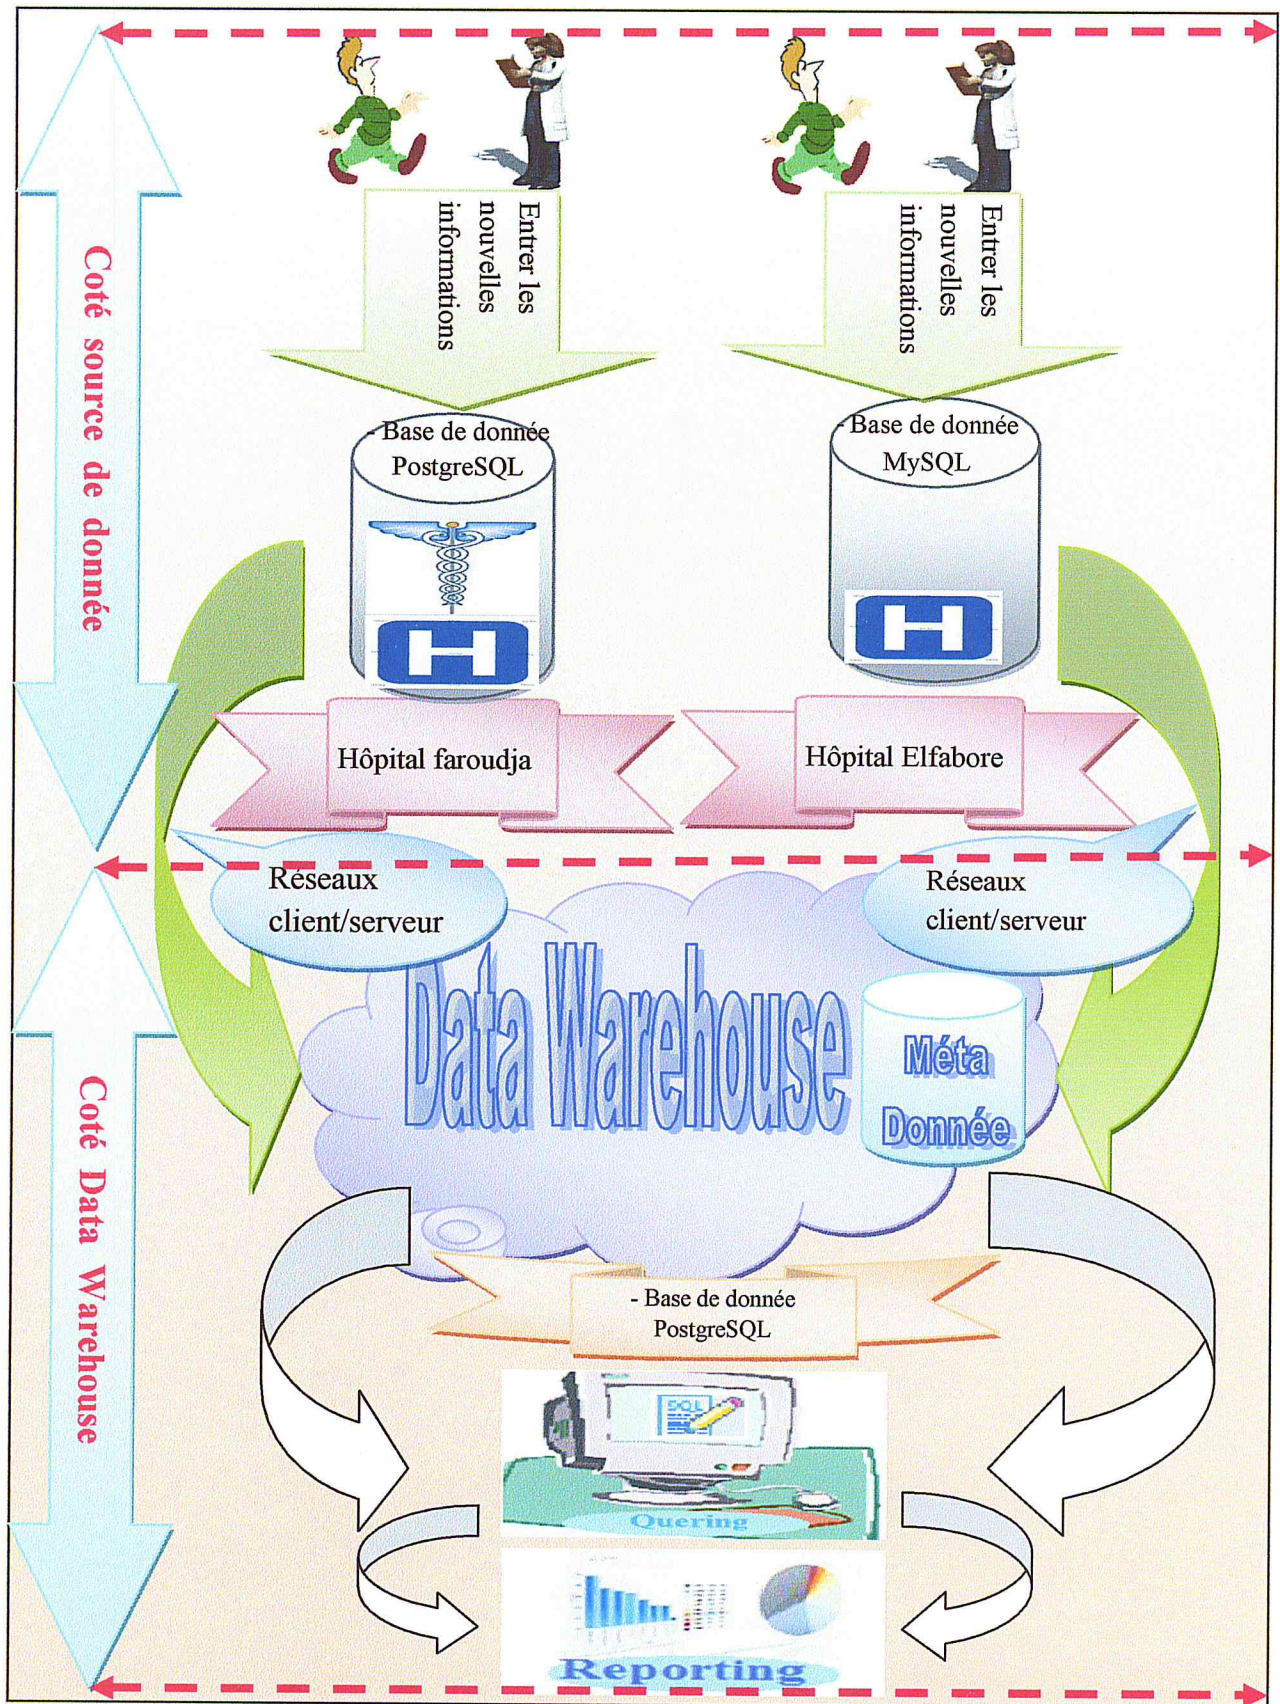 Entrer les
nouvelles
informations
Entrer les
nouvelles
informations
Coté source de donnée
- Base de donnée
PostgreSQL
- Base de donnée
MySQL
H
H
Hôpital faroudja
Hôpital Elfabore
Réseaux
client/serveur
Réseaux
client/serveur
Data Warehouse
Méta
Donnée
Coté Data Warehouse
- Base de donnée
PostgreSQL
SQL
Quering
Reporting